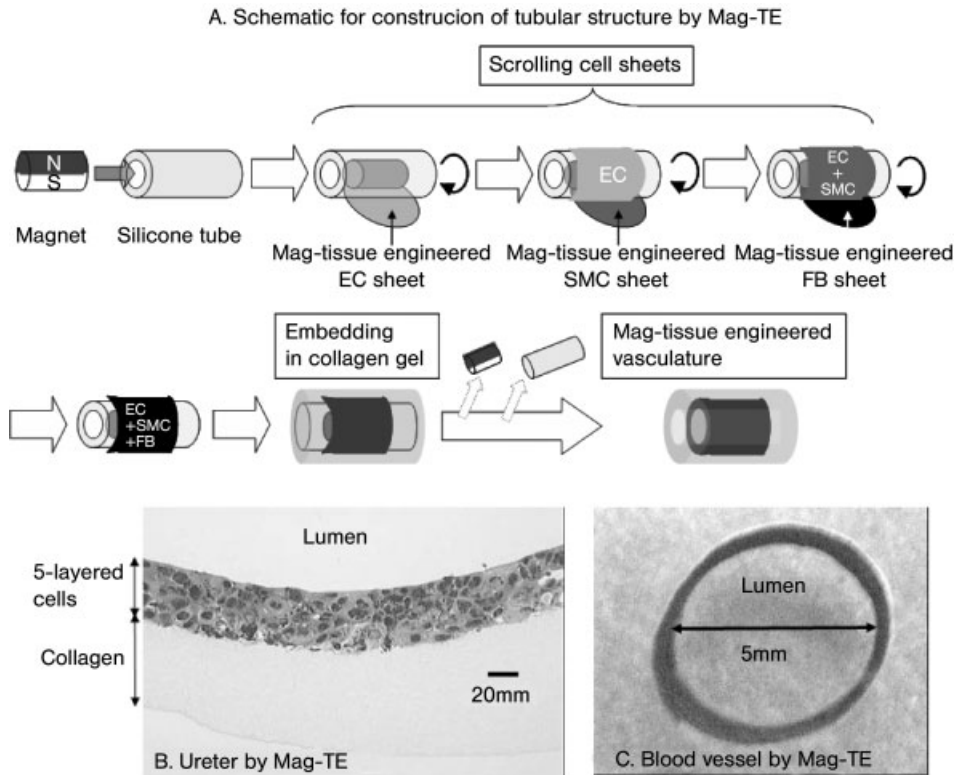 A. Schematic for construcion of tubular structure by Mag-TE
Scrolling cell sheets
N
S
EC
EC
+
SMC
Magnet
Silicone tube
Mag-tissue engineered
EC sheet
Mag-tissue engineered
SMC sheet
Mag-tissue engineered
FB sheet
Embedding
in collagen gel
Mag-tissue engineered
vasculature
EC
+SMC
+FB
Lumen
5-layered
cells
Collagen
20mm
B. Ureter by Mag-TE
Lumen
5mm
C. Blood vessel by Mag-TE